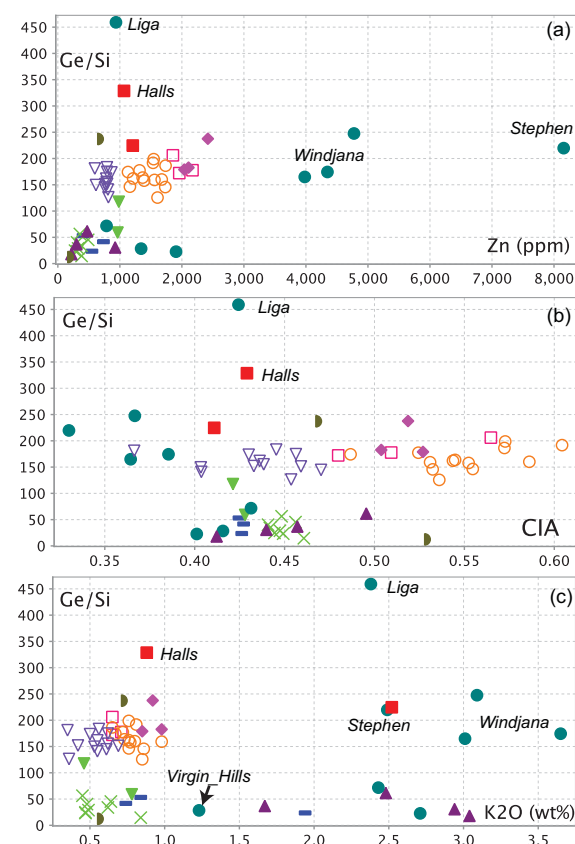 (a)
450
Liga
400
Ge/Si
350
Halls
300
250
Stephen
200
Windjana
150
100
50
Zn (ppm)
0
0 1,000 2,000 3,000 4,000 5,000 6,000 7,000 8,000
(b)
450
Ge/Si
Liga
400
350
Halls
300
250
200
150
100
50
CIA
0
0.35 0.40 0.45 0.50 0.55 0.60
(c)
450
Ge/Si
Liga
400
350
Halls
300
250
200
Stephen
Windjana
150
100
Virgin_Hills
50
K2O (wt%)
0
0.5 1.0 1.5 2.0 2.5 3.0 3.5